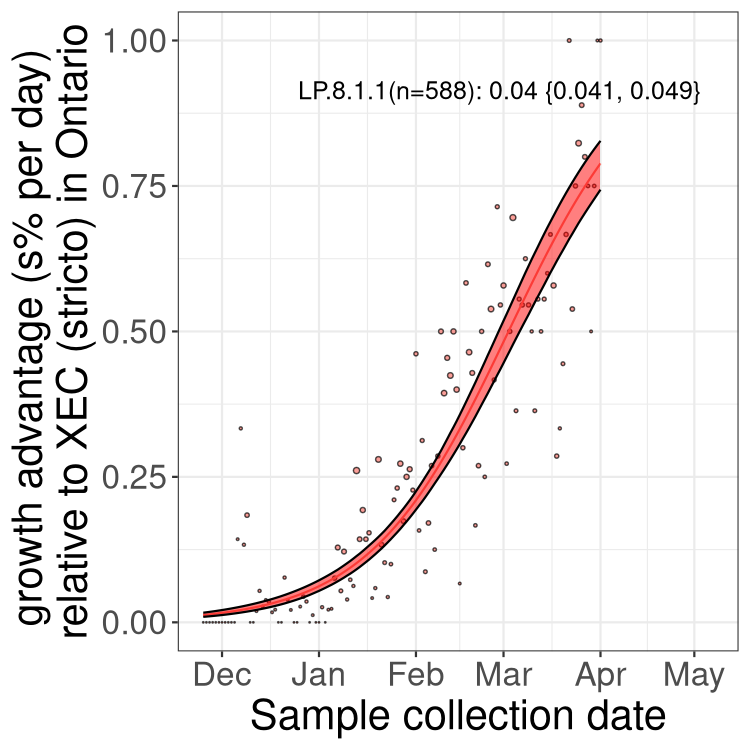 growth advantage (s% per day)
relative to XEC (stricto) in Ontario
1.00
0.75
0.50
0.25
0.00
LP.8.1.1(n=588): 0.04 {0.041, 0.049}
Dec Jan Feb Mar Apr May
Sample collection date